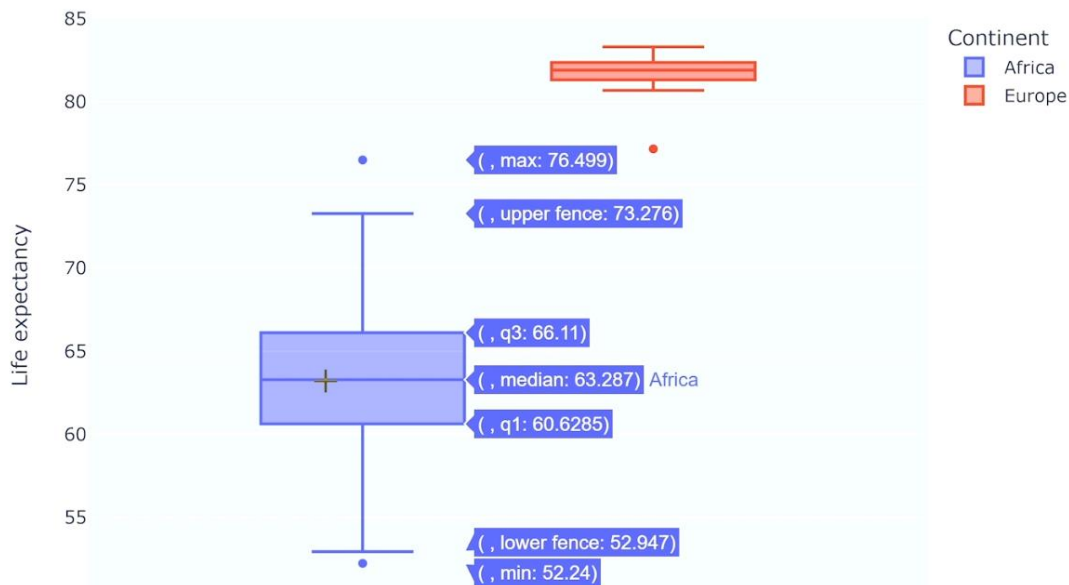 85
80
75
70
65
60
55
Life expectancy
( , max: 76.499)
( , upper fence: 73.276)
( , q3: 66.11)
( , median: 63.287) Africa
( , q1: 60.6285)
( , lower fence: 52.947)
( , min: 52.24)
Continent
Africa
Europe